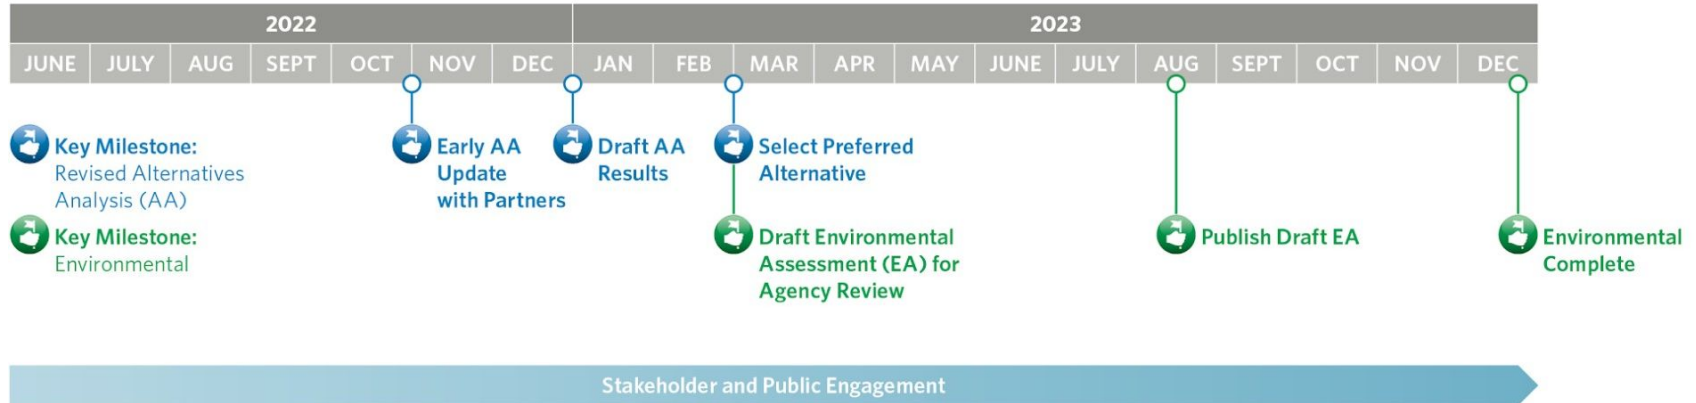 2022 2023
JUNE JULY AUG SEPT OCT NOV DEC JAN FEB MAR APR MAY JUNE JULY AUG SEPT OCT NOV DEC
Key Milestone:
Revised Alternatives
Analysis (AA)
Key Milestone:
Environmental
Early AA
Update
with Partners
Draft AA
Results
Select Preferred
Alternative
Draft Environmental
Assessment (EA) for
Agency Review
Publish Draft EA
Environmental
Complete
Stakeholder and Public Engagement